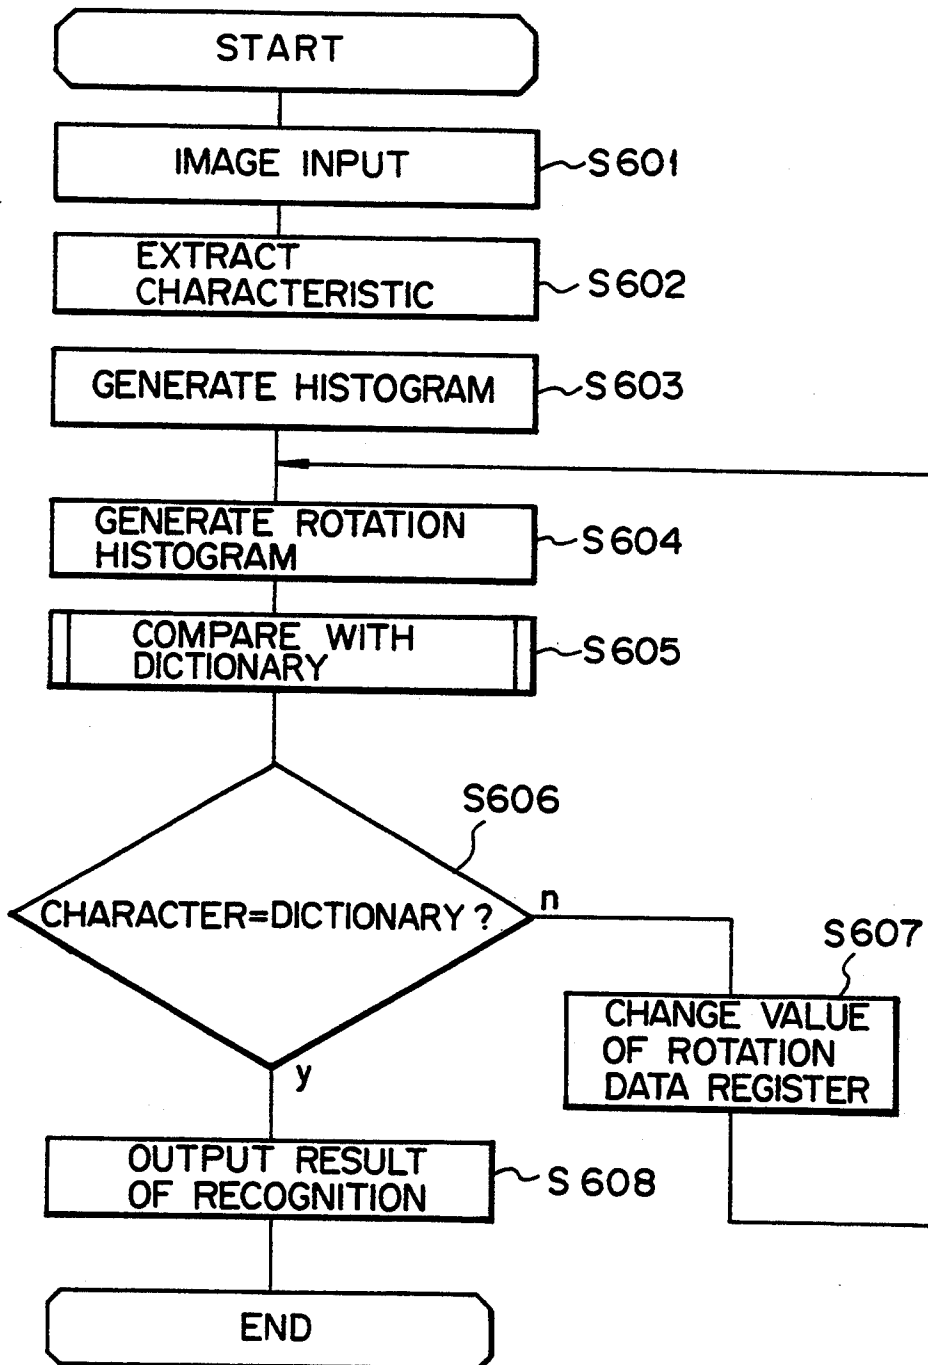 START
IMAGE INPUT
S601
EXTRACT
CHARACTERISTIC
S602
GENERATE HISTOGRAM
S603
GENERATE ROTATION
HISTOGRAM
S604
COMPARE WITH
DICTIONARY
S605
S606
CHARACTER=DICTIONARY?
n
y
S607
CHANGE VALUE
OF ROTATION
DATA REGISTER
OUTPUT RESULT
OF RECOGNITION
S608
END